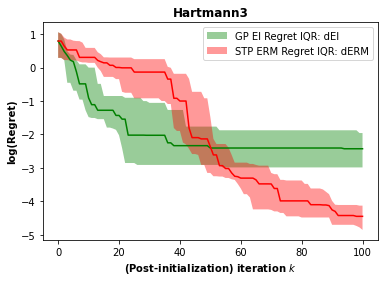 Hartmann3
GP EI Regret IQR: dEI
STP ERM Regret IQR: dERM
log(Regret)
1
0
−1
−2
−3
−4
−5
0 20 40 60 80 100
(Post-initialization) iteration k